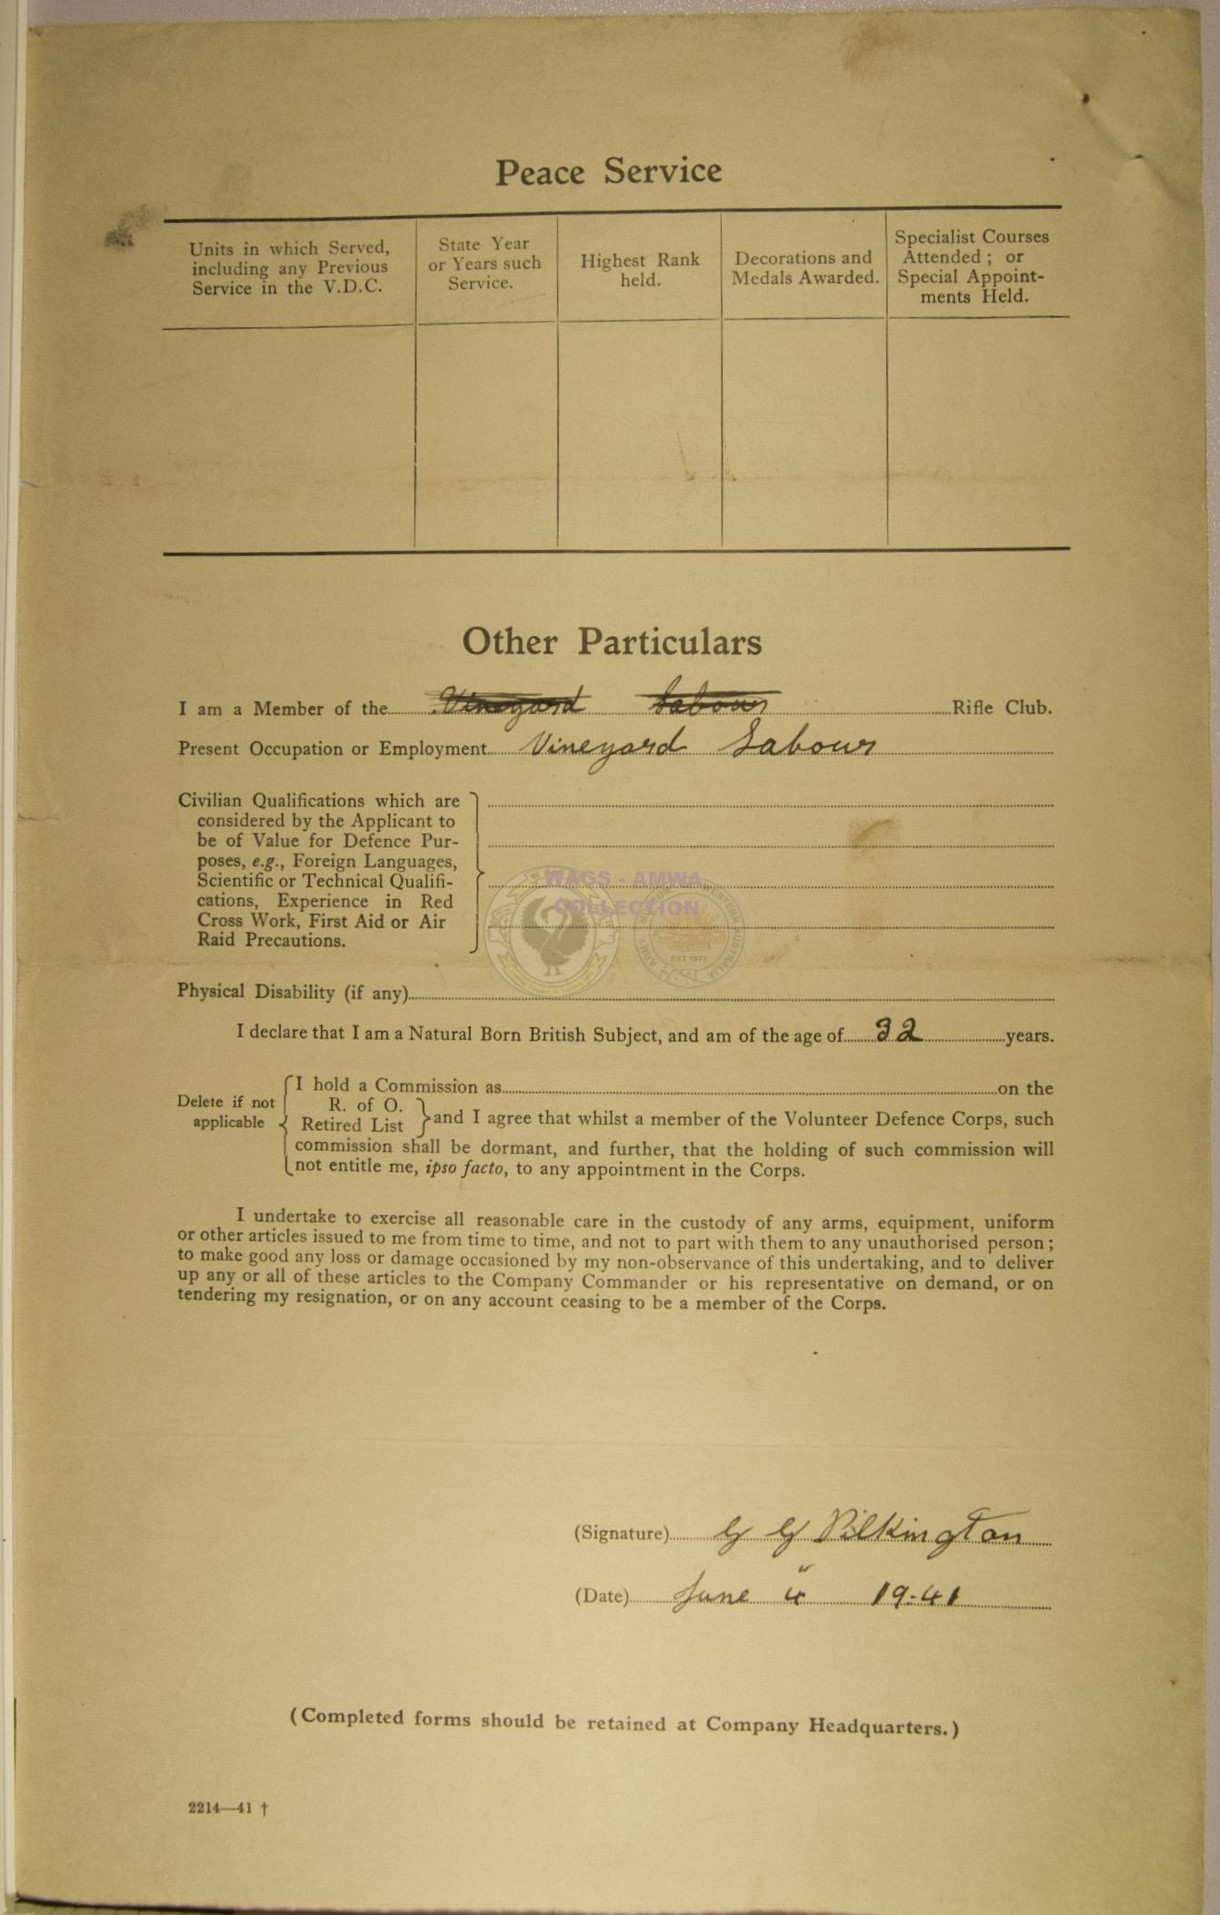 Peace Service
Units in which Served,
including any Previous
Service in the V.D.C.
State Year
or Years such
Service.
Highest Rank
held.
Decorations and
Medals Awarded.
Specialist Courses
Attended ; or
Special Appoint-
ments Held.
Other Particulars
I am a Member of the Vineyard Labour Rifle Club.
Present Occupation or Employment Vineyard Labour
Civilian Qualifications which are
considered by the Applicant to
be of Value for Defence Pur-
poses, e.g., Foreign Languages,
Scientific or Technical Qualifi-
cations, Experience in Red
Cross Work, First Aid or Air
Raid Precautions.
WAGS - AMWA
COLLECTION
Physical Disability (if any)
I declare that I am a Natural Born British Subject, and am of the age of 32 years.
Delete if not
applicable
I hold a Commission as on the
R. of O.
Retired List
and I agree that whilst a member of the Volunteer Defence Corps, such
commission shall be dormant, and further, that the holding of such commission will
not entitle me, ipso facto, to any appointment in the Corps.
I undertake to exercise all reasonable care in the custody of any arms, equipment, uniform
or other articles issued to me from time to time, and not to part with them to any unauthorised person ;
to make good any loss or damage occasioned by my non-observance of this undertaking, and to deliver
up any or all of these articles to the Company Commander or his representative on demand, or on
tendering my resignation, or on any account ceasing to be a member of the Corps.
(Signature) G G Pilkington
(Date) June 4" 19-41
(Completed forms should be retained at Company Headquarters.)
2214—41 †